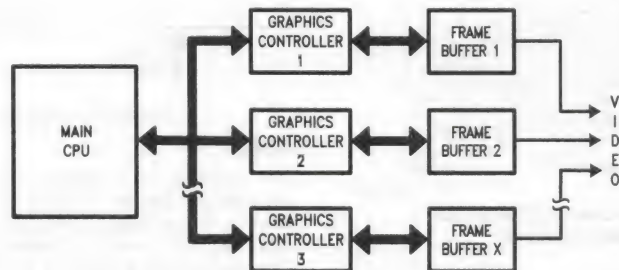 MAIN
CPU
GRAPHICS
CONTROLLER
1
FRAME
BUFFER 1
GRAPHICS
CONTROLLER
2
FRAME
BUFFER 2
GRAPHICS
CONTROLLER
3
FRAME
BUFFER X
V
I
D
E
O